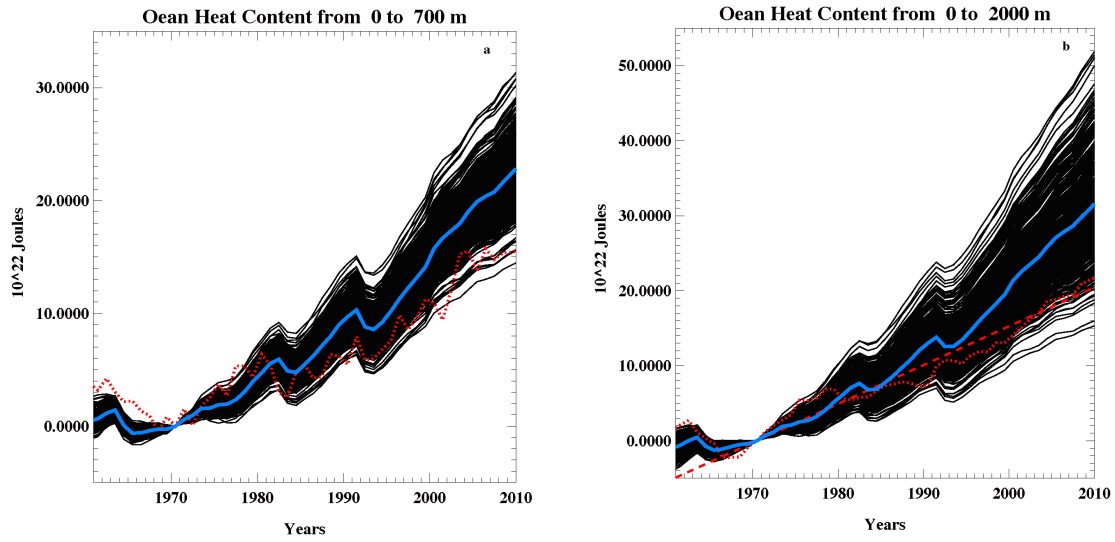 Oean Heat Content from 0 to 700 m
a
30.0000
20.0000
10.0000
0.0000
10^22 Joules
1970 1980 1990 2000 2010
Years
Oean Heat Content from 0 to 2000 m
b
50.0000
40.0000
30.0000
20.0000
10.0000
0.0000
10^22 Joules
1970 1980 1990 2000 2010
Years